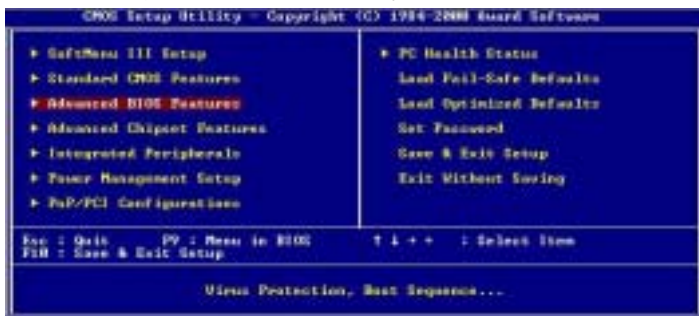 CMOS Setup Utility - Copyright (C) 1984-2000 Award Software
SoftMenu III Setup
Standard CMOS Features
Advanced BIOS Features
Advanced Chipset Features
Integrated Peripherals
Power Management Setup
PnP/PCI Configurations
PC Health Status
Load Fail-Safe Defaults
Load Optimized Defaults
Set Password
Save & Exit Setup
Exit Without Saving
Esc : Quit F9 : Menu in BIOS ↑ ↓ → ← : Select Item
F10 : Save & Exit Setup
Virus Protection, Boot Sequence...